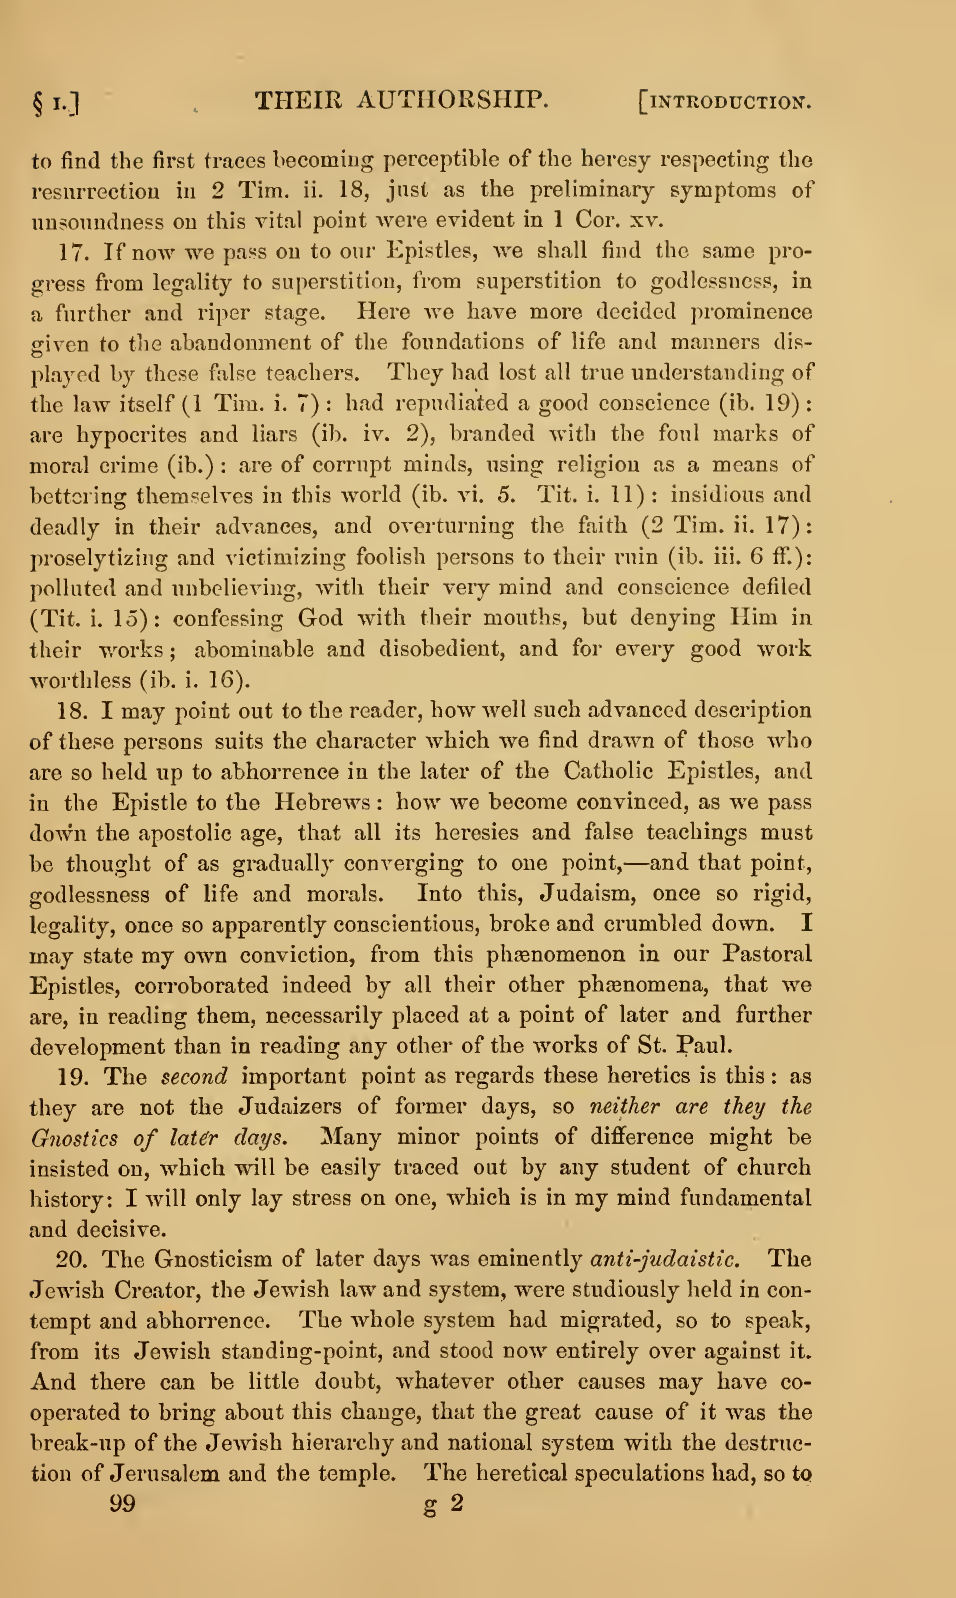 § I.] THEIR AUTHORSHIP. [INTRODUCTION.
to find the first traces becoming perceptible of the heresy respecting the
resurrection in 2 Tim. ii. 18, just as the preliminary symptoms of
unsoundness on this vital point were evident in 1 Cor. xv.
17. If now we pass on to our Epistles, we shall find the same pro-
gress from legality to superstition, from superstition to godlessness, in
a further and riper stage. Here we have more decided prominence
given to the abandonment of the foundations of life and manners dis-
played by these false teachers. They had lost all true understanding of
the law itself (1 Tim. i. 7): had repudiated a good conscience (ib. 19):
are hypocrites and liars (ib. iv. 2), branded with the foul marks of
moral crime (ib.): are of corrupt minds, using religion as a means of
bettering themselves in this world (ib. vi. 5. Tit. i. 11): insidious and
deadly in their advances, and overturning the faith (2 Tim. ii. 17):
proselytizing and victimizing foolish persons to their ruin (ib. iii. 6 ff.):
polluted and unbelieving, with their very mind and conscience defiled
(Tit. i. 15): confessing God with their mouths, but denying Him in
their works; abominable and disobedient, and for every good work
worthless (ib. i. 16).
18. I may point out to the reader, how well such advanced description
of these persons suits the character which we find drawn of those who
are so held up to abhorrence in the later of the Catholic Epistles, and
in the Epistle to the Hebrews: how we become convinced, as we pass
down the apostolic age, that all its heresies and false teachings must
be thought of as gradually converging to one point,—and that point,
godlessness of life and morals. Into this, Judaism, once so rigid,
legality, once so apparently conscientious, broke and crumbled down. I
may state my own conviction, from this phænomenon in our Pastoral
Epistles, corroborated indeed by all their other phænomena, that we
are, in reading them, necessarily placed at a point of later and further
development than in reading any other of the works of St. Paul.
19. The second important point as regards these heretics is this: as
they are not the Judaizers of former days, so neither are they the
Gnostics of later days. Many minor points of difference might be
insisted on, which will be easily traced out by any student of church
history: I will only lay stress on one, which is in my mind fundamental
and decisive.
20. The Gnosticism of later days was eminently anti-judaistic. The
Jewish Creator, the Jewish law and system, were studiously held in con-
tempt and abhorrence. The whole system had migrated, so to speak,
from its Jewish standing-point, and stood now entirely over against it.
And there can be little doubt, whatever other causes may have co-
operated to bring about this change, that the great cause of it was the
break-up of the Jewish hierarchy and national system with the destruc-
tion of Jerusalem and the temple. The heretical speculations had, so to
99 g 2